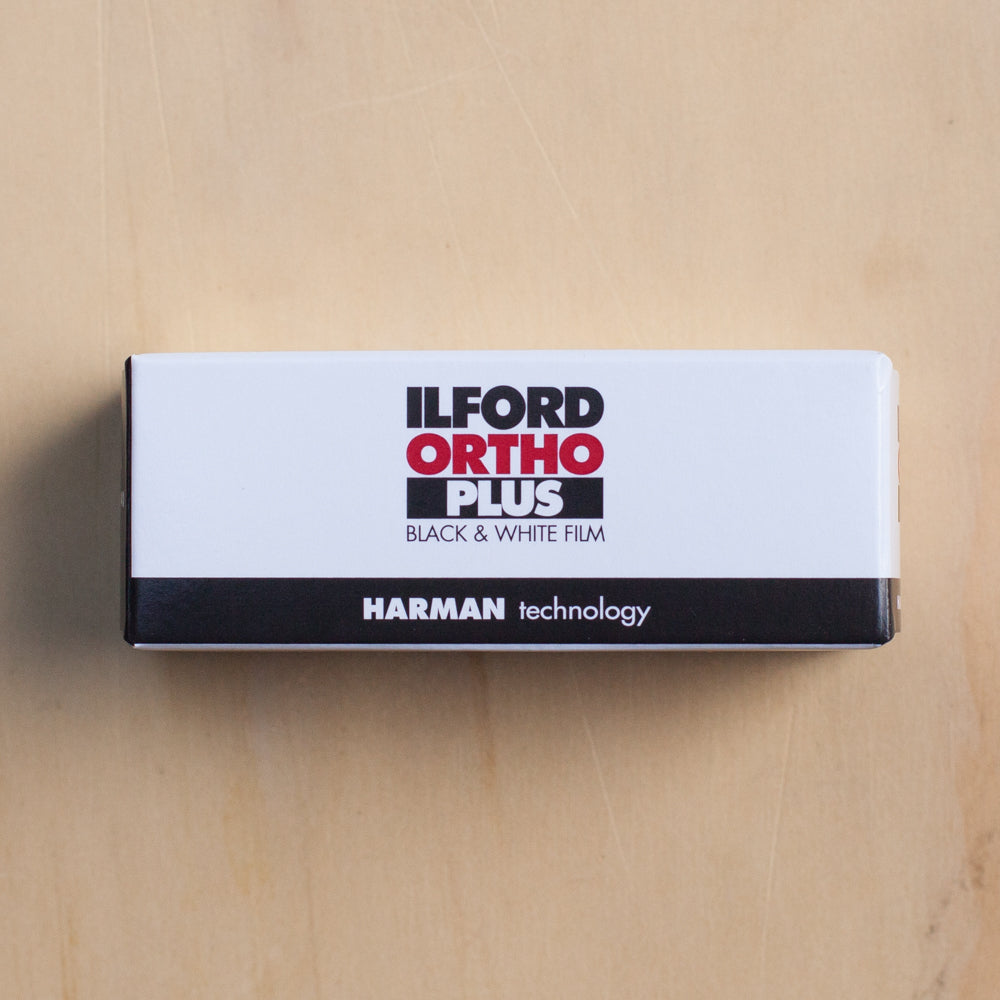 ILFORD
ORTHO
PLUS
BLACK & WHITE FILM
HARMAN technology